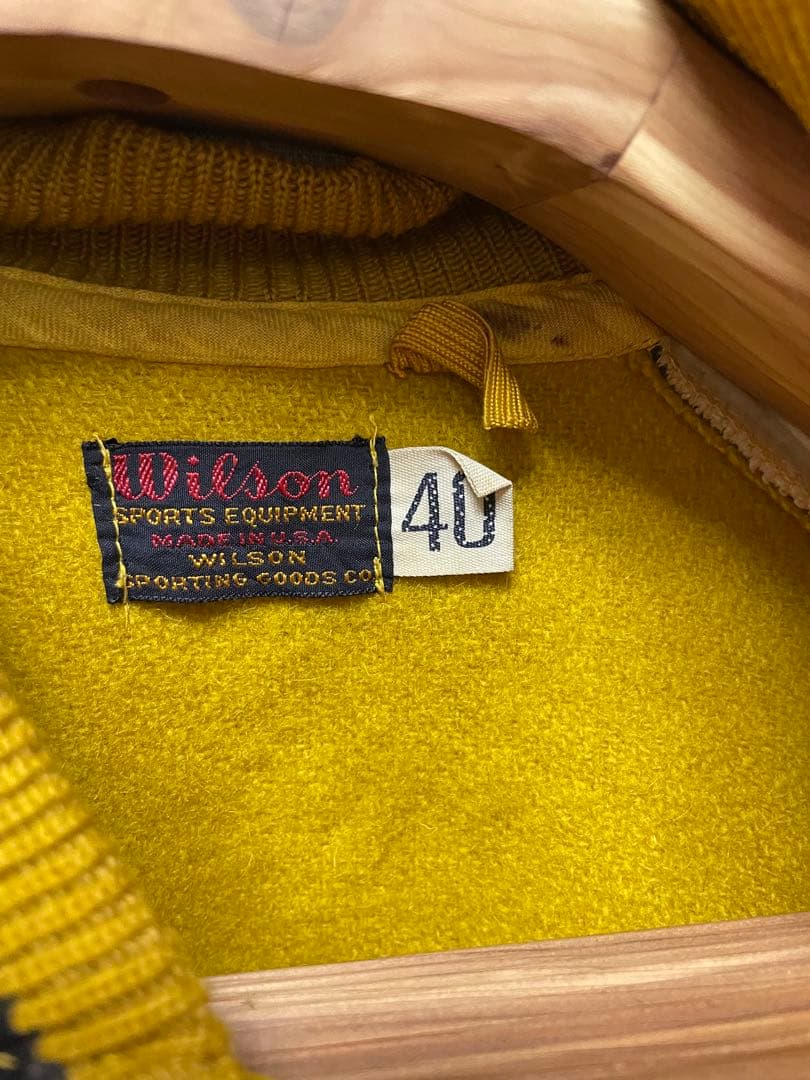 Wilson
SPORTS EQUIPMENT
MADE IN U.S.A.
WILSON
SPORTING GOODS CO.
40